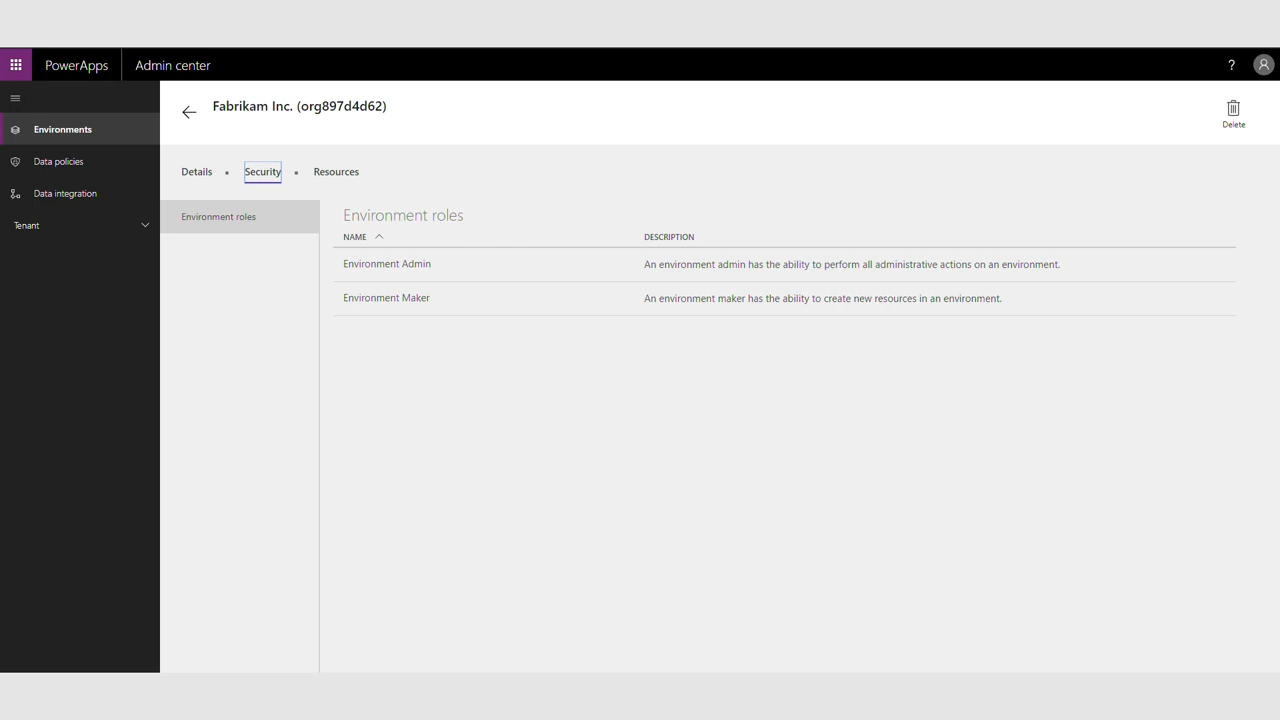 PowerApps Admin center ?
Fabrikam Inc. (org897d4d62)
Delete
Environments
Data policies
Data integration
Tenant
Details Security Resources
Environment roles
Environment roles
NAME DESCRIPTION
Environment Admin An environment admin has the ability to perform all administrative actions on an environment.
Environment Maker An environment maker has the ability to create new resources in an environment.